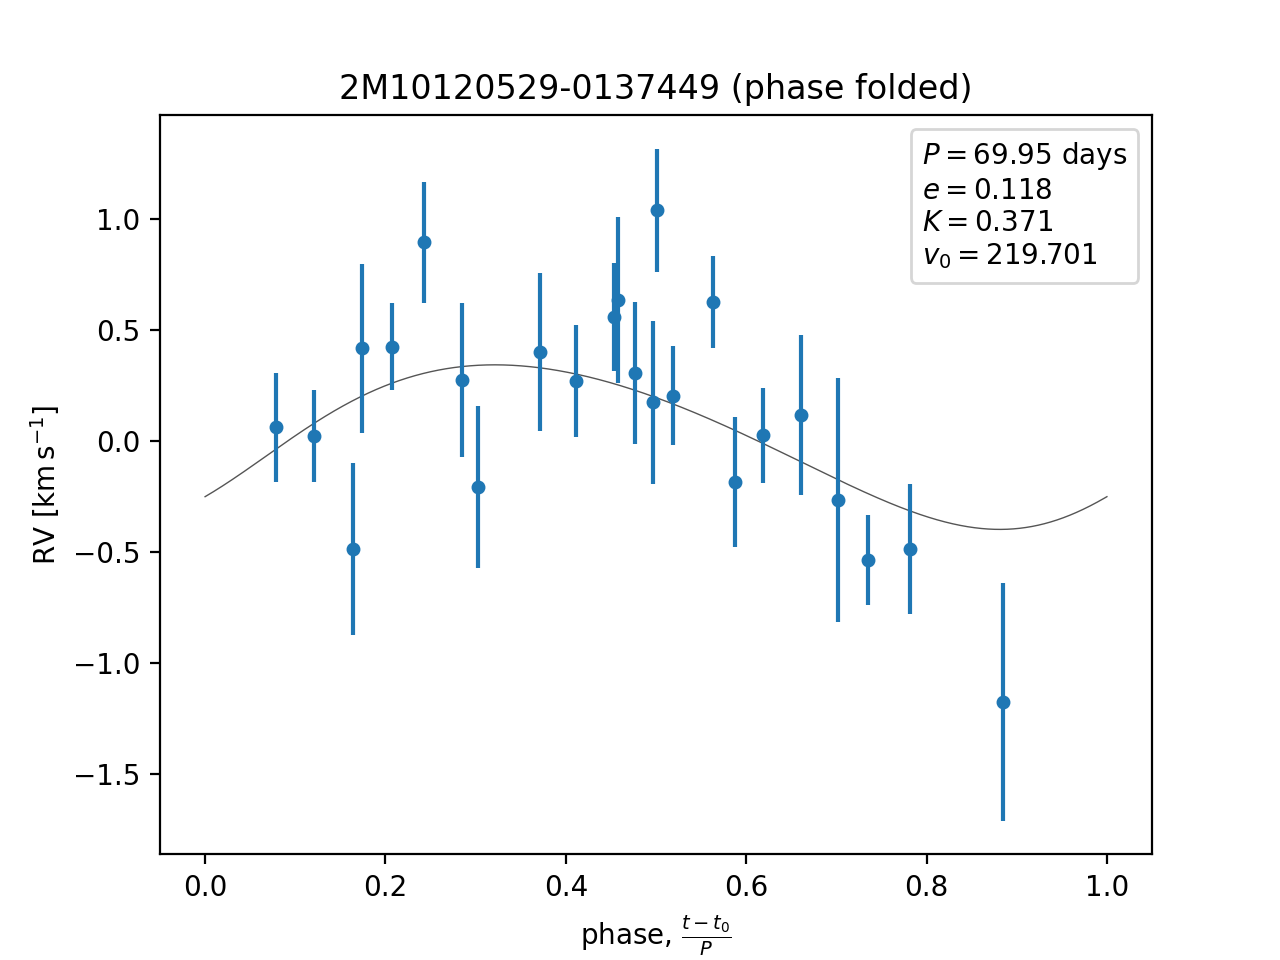 2M10120529-0137449 (phase folded)
P = 69.95 days
e = 0.118
K = 0.371
v₀ = 219.701
1.0
0.5
0.0
−0.5
−1.0
−1.5
RV [km s⁻¹]
0.0 0.2 0.4 0.6 0.8 1.0
phase, (t − t₀)/P